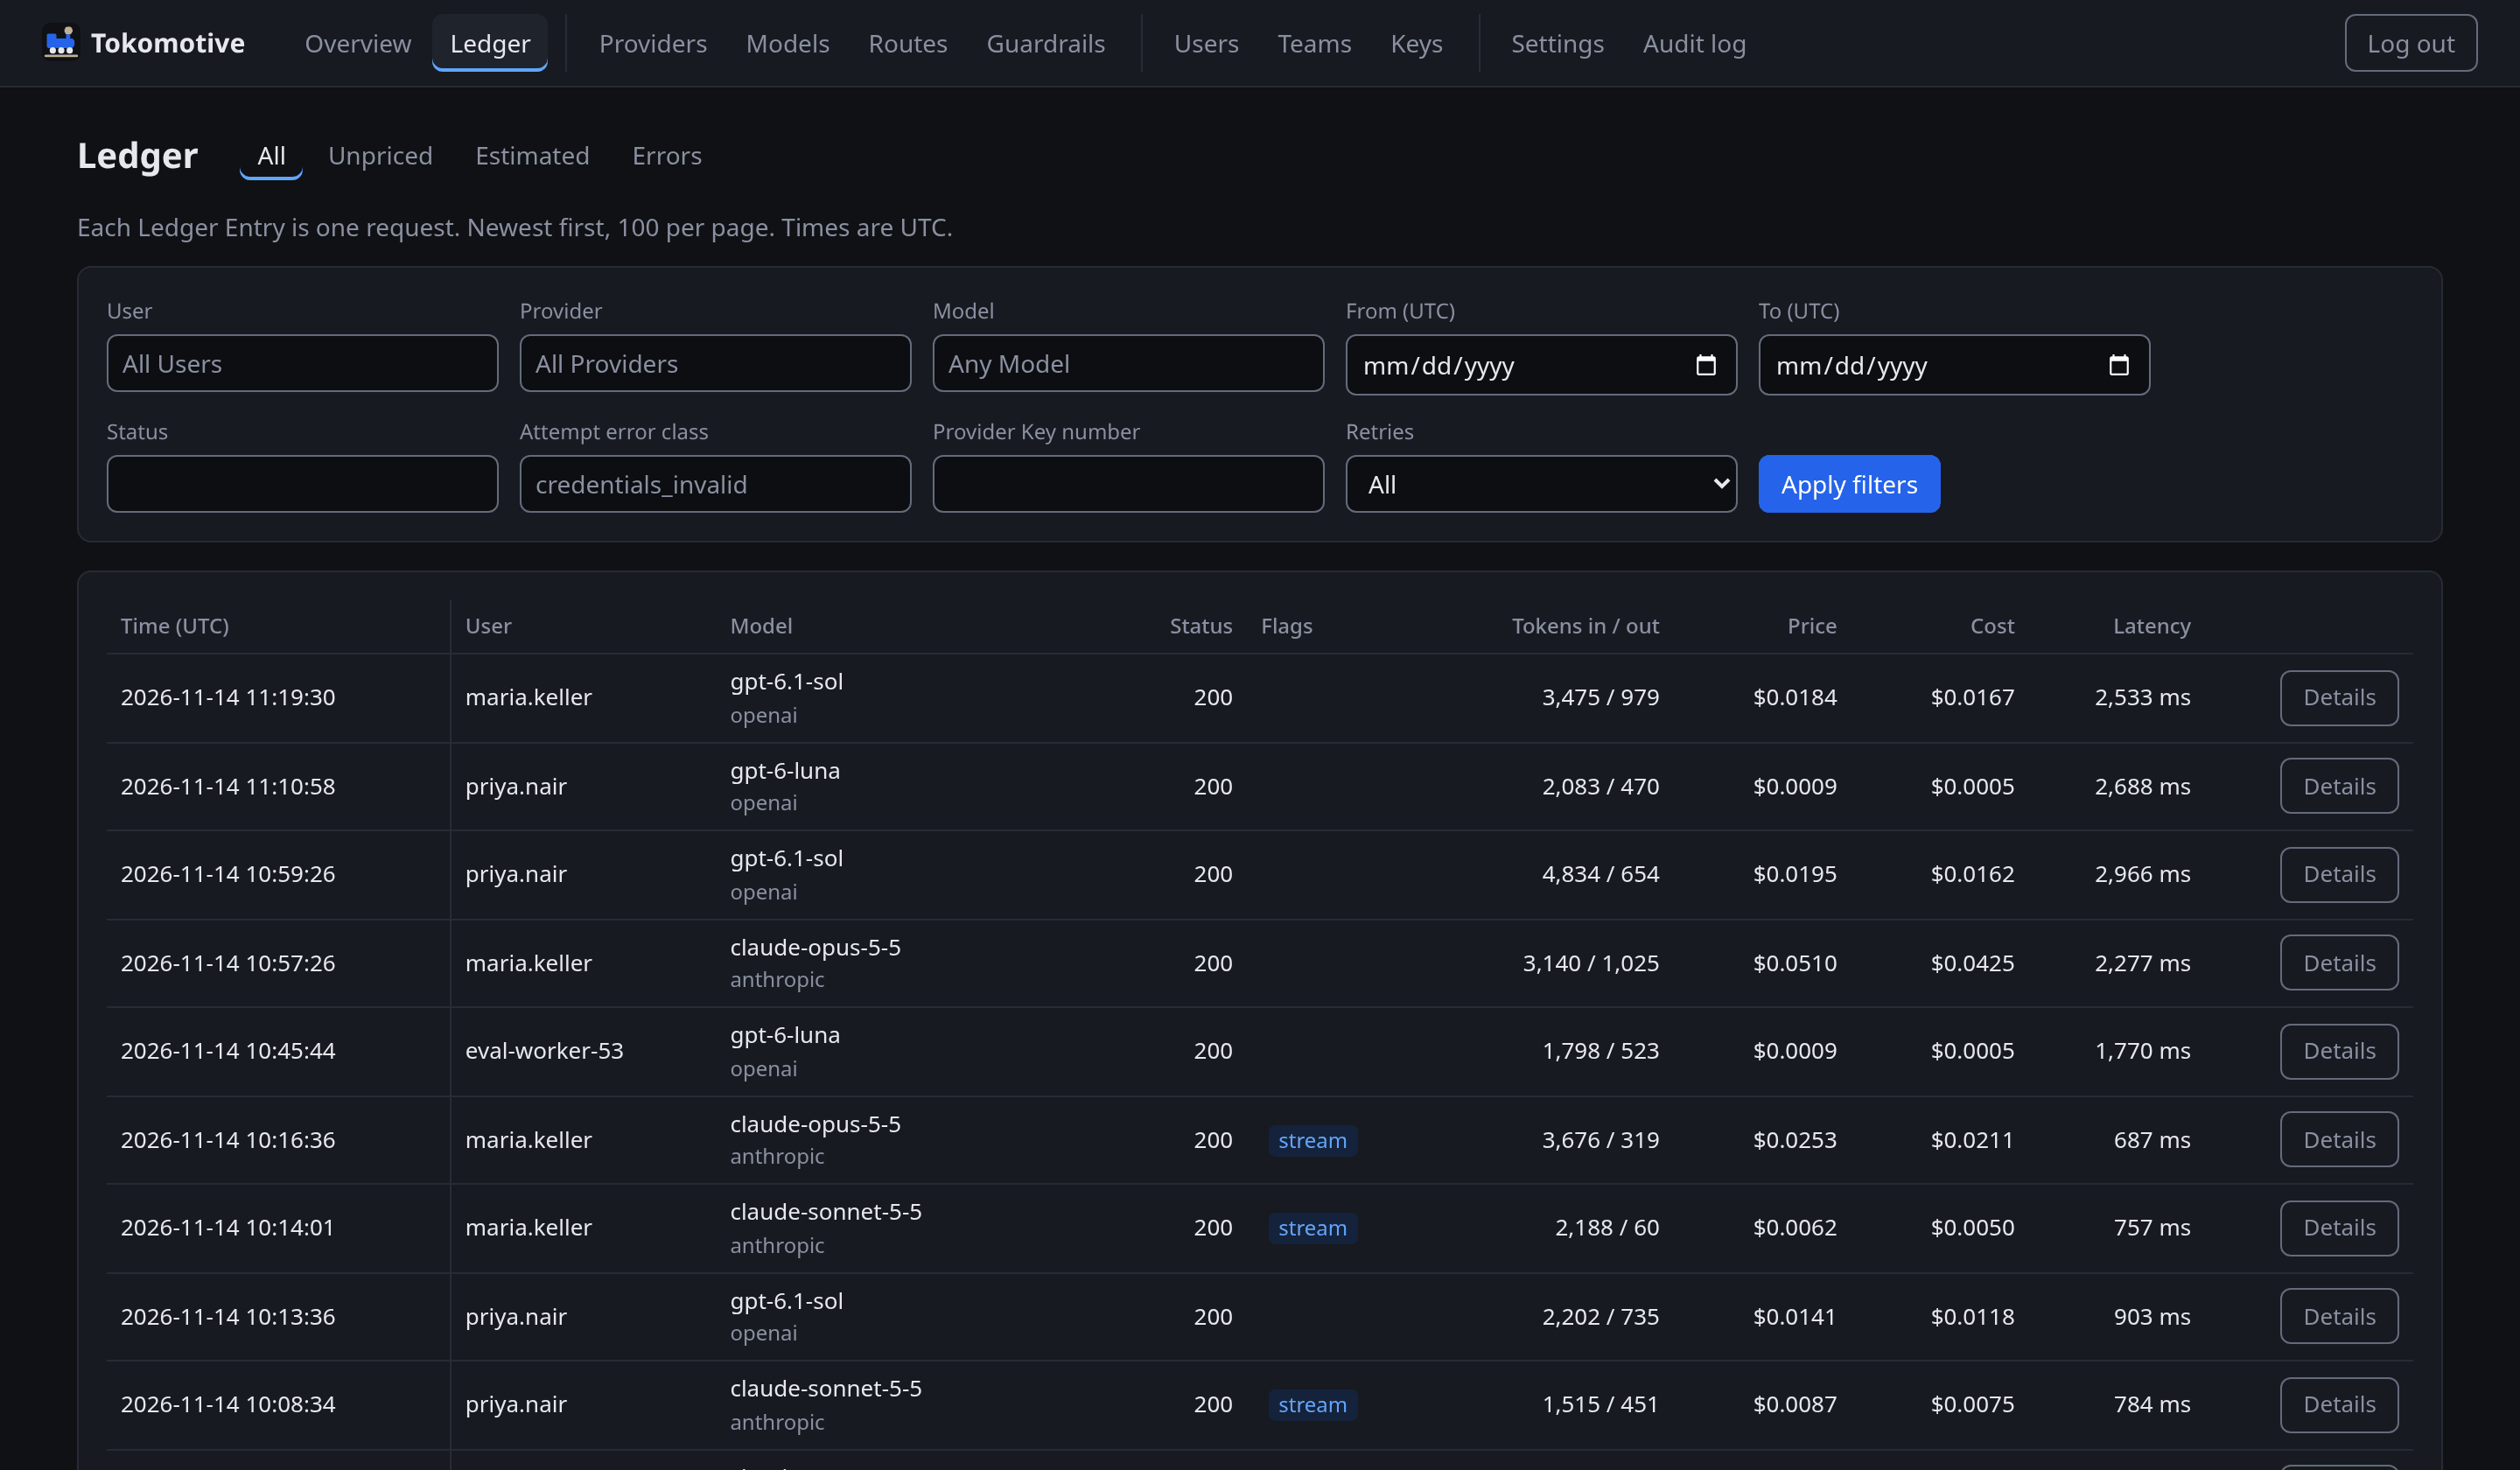 Tokomotive Overview Ledger Providers Models Routes Guardrails Users Teams Keys Settings Audit log Log out
Ledger All Unpriced Estimated Errors
Each Ledger Entry is one request. Newest first, 100 per page. Times are UTC.
User Provider Model From (UTC) To (UTC)
All Users All Providers Any Model mm/dd/yyyy mm/dd/yyyy
Status Attempt error class Provider Key number Retries
credentials_invalid All Apply filters
Time (UTC) User Model Status Flags Tokens in / out Price Cost Latency
2026-11-14 11:19:30 maria.keller gpt-6.1-sol 200 3,475 / 979 $0.0184 $0.0167 2,533 ms Details
openai
2026-11-14 11:10:58 priya.nair gpt-6-luna 200 2,083 / 470 $0.0009 $0.0005 2,688 ms Details
openai
2026-11-14 10:59:26 priya.nair gpt-6.1-sol 200 4,834 / 654 $0.0195 $0.0162 2,966 ms Details
openai
2026-11-14 10:57:26 maria.keller claude-opus-5-5 200 3,140 / 1,025 $0.0510 $0.0425 2,277 ms Details
anthropic
2026-11-14 10:45:44 eval-worker-53 gpt-6-luna 200 1,798 / 523 $0.0009 $0.0005 1,770 ms Details
openai
2026-11-14 10:16:36 maria.keller claude-opus-5-5 200 stream 3,676 / 319 $0.0253 $0.0211 687 ms Details
anthropic
2026-11-14 10:14:01 maria.keller claude-sonnet-5-5 200 stream 2,188 / 60 $0.0062 $0.0050 757 ms Details
anthropic
2026-11-14 10:13:36 priya.nair gpt-6.1-sol 200 2,202 / 735 $0.0141 $0.0118 903 ms Details
openai
2026-11-14 10:08:34 priya.nair claude-sonnet-5-5 200 stream 1,515 / 451 $0.0087 $0.0075 784 ms Details
anthropic